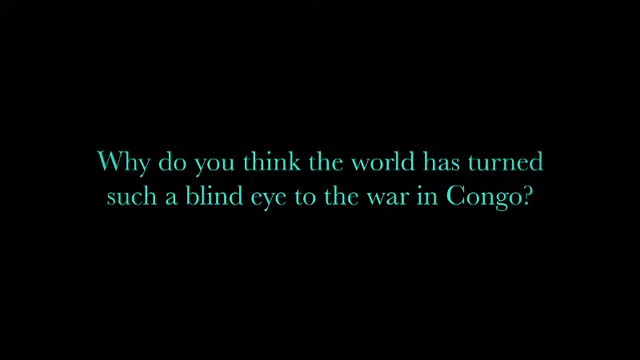 Why do you think the world has turned
such a blind eye to the war in Congo?